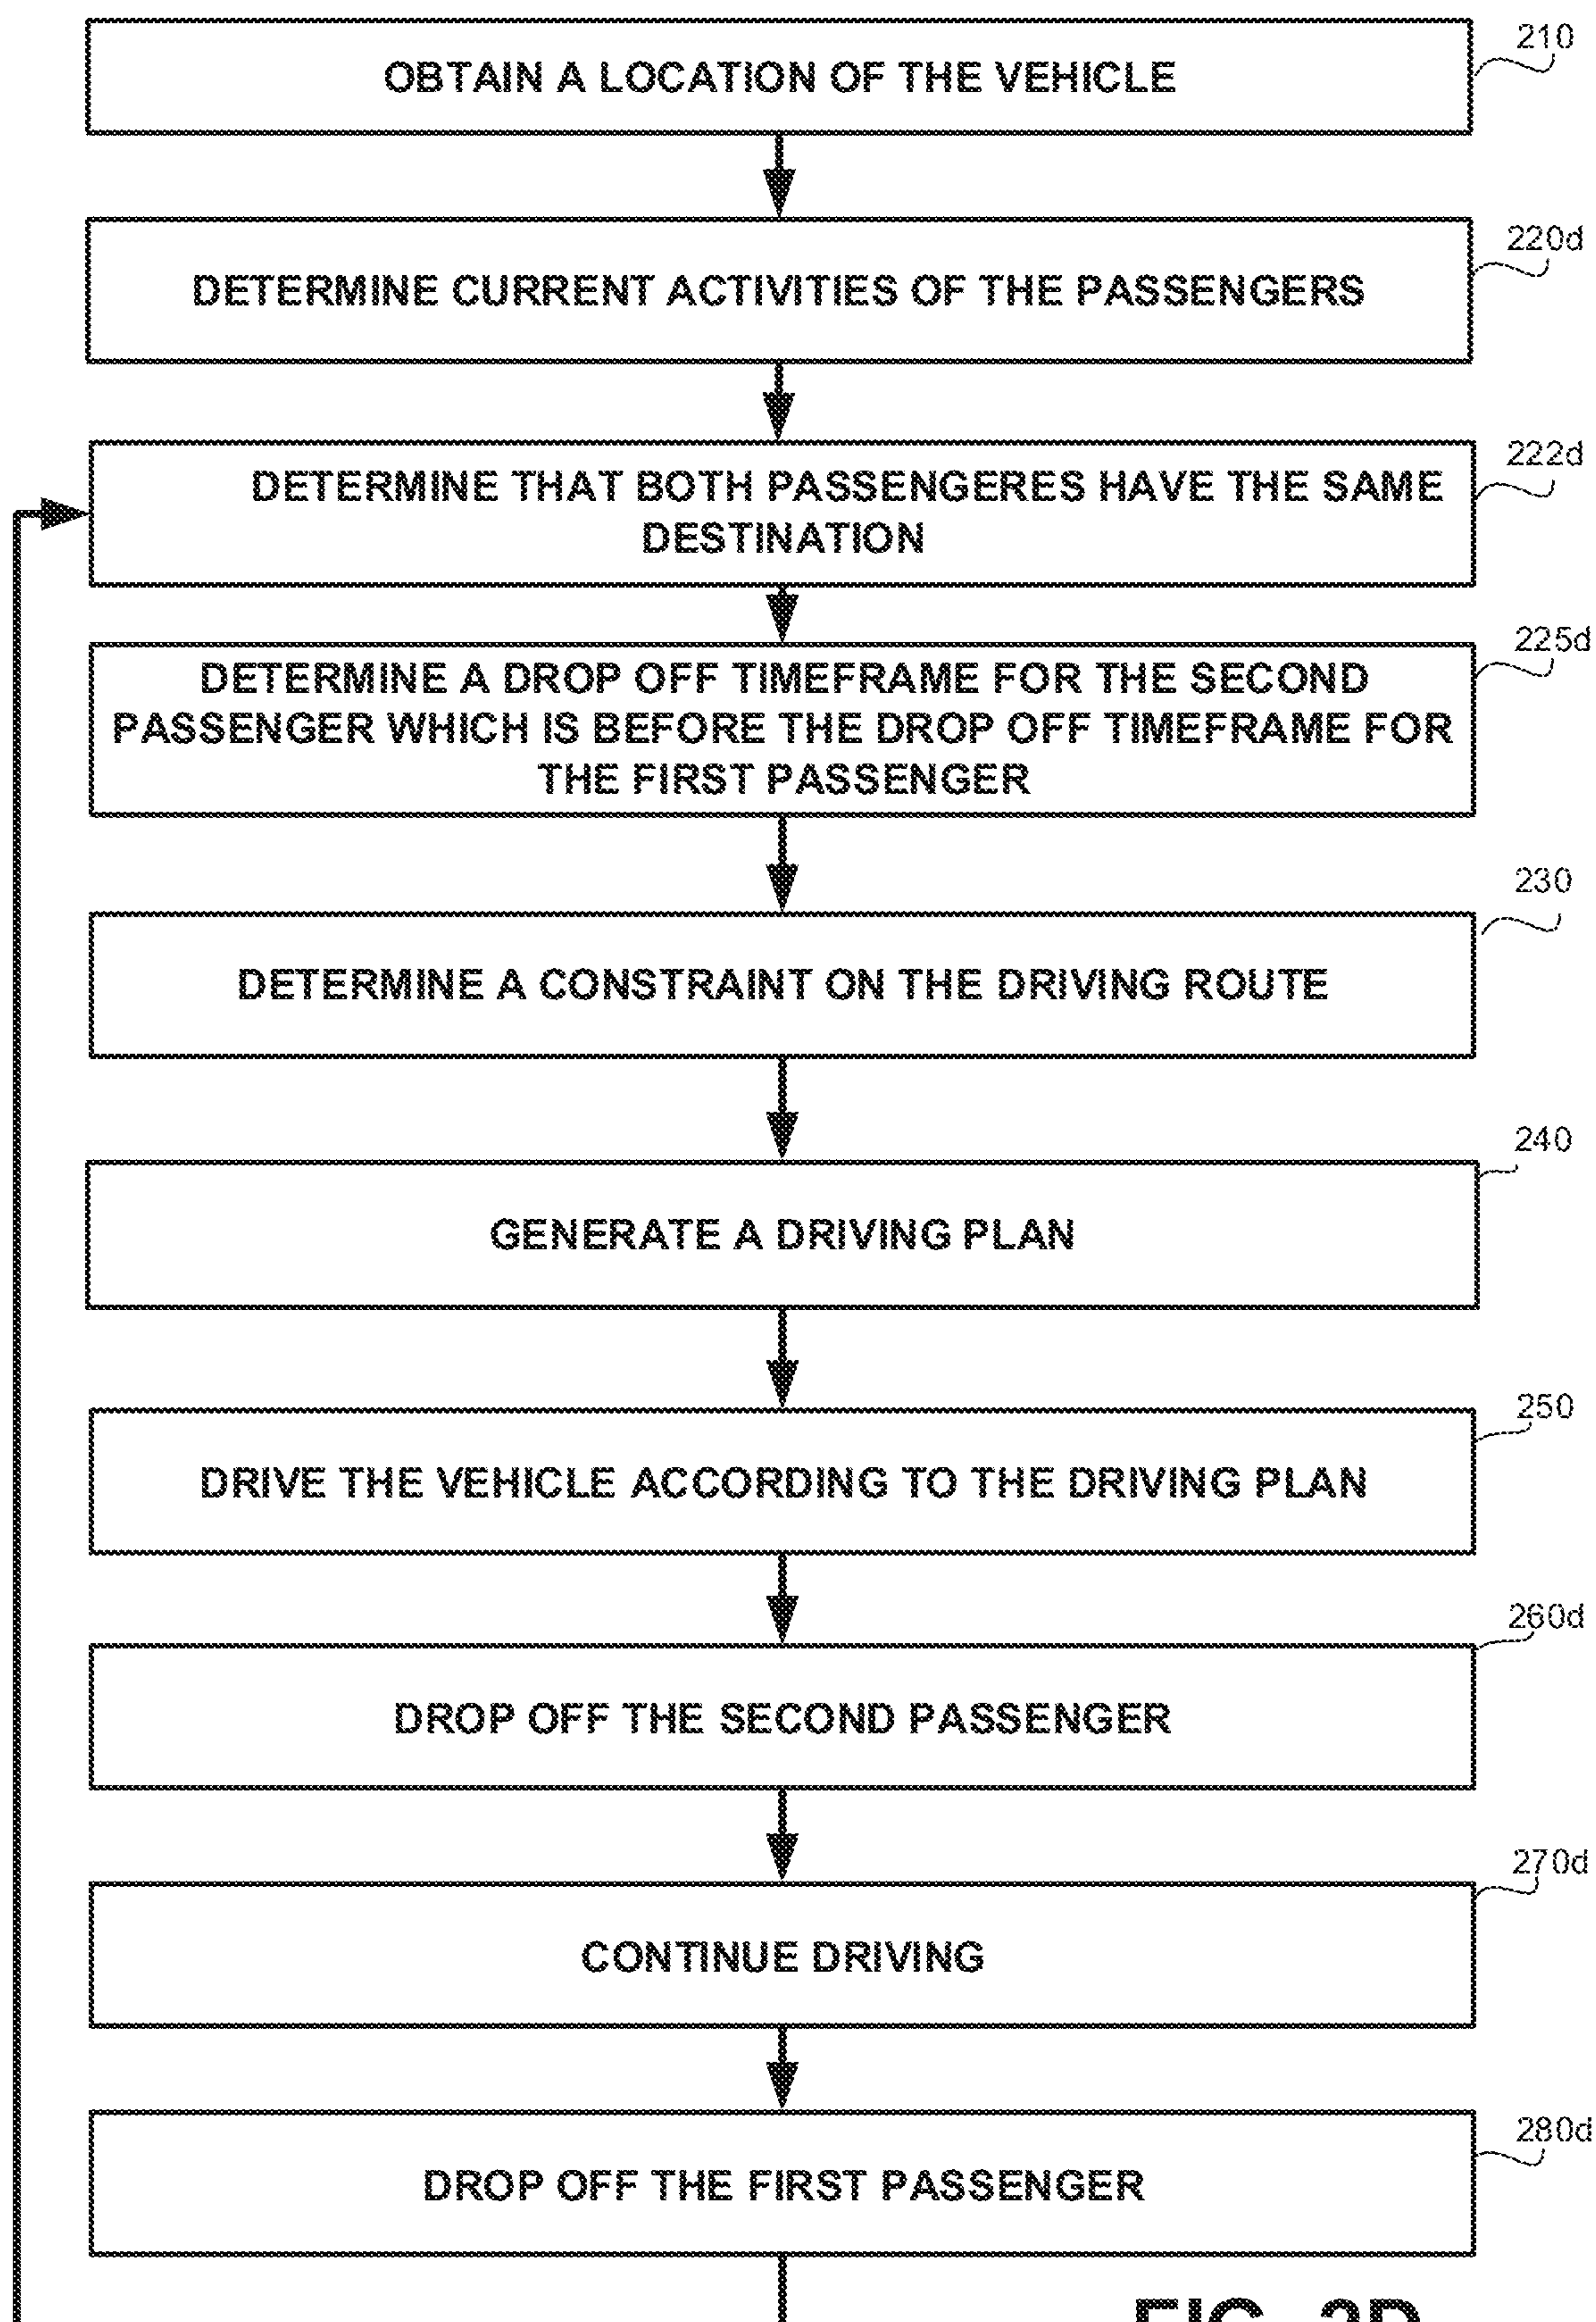 210
OBTAIN A LOCATION OF THE VEHICLE
220d
DETERMINE CURRENT ACTIVITIES OF THE PASSENGERS
222d
DETERMINE THAT BOTH PASSENGERES HAVE THE SAME
DESTINATION
225d
DETERMINE A DROP OFF TIMEFRAME FOR THE SECOND
PASSENGER WHICH IS BEFORE THE DROP OFF TIMEFRAME FOR
THE FIRST PASSENGER
230
DETERMINE A CONSTRAINT ON THE DRIVING ROUTE
240
GENERATE A DRIVING PLAN
250
DRIVE THE VEHICLE ACCORDING TO THE DRIVING PLAN
260d
DROP OFF THE SECOND PASSENGER
270d
CONTINUE DRIVING
280d
DROP OFF THE FIRST PASSENGER
FIG.